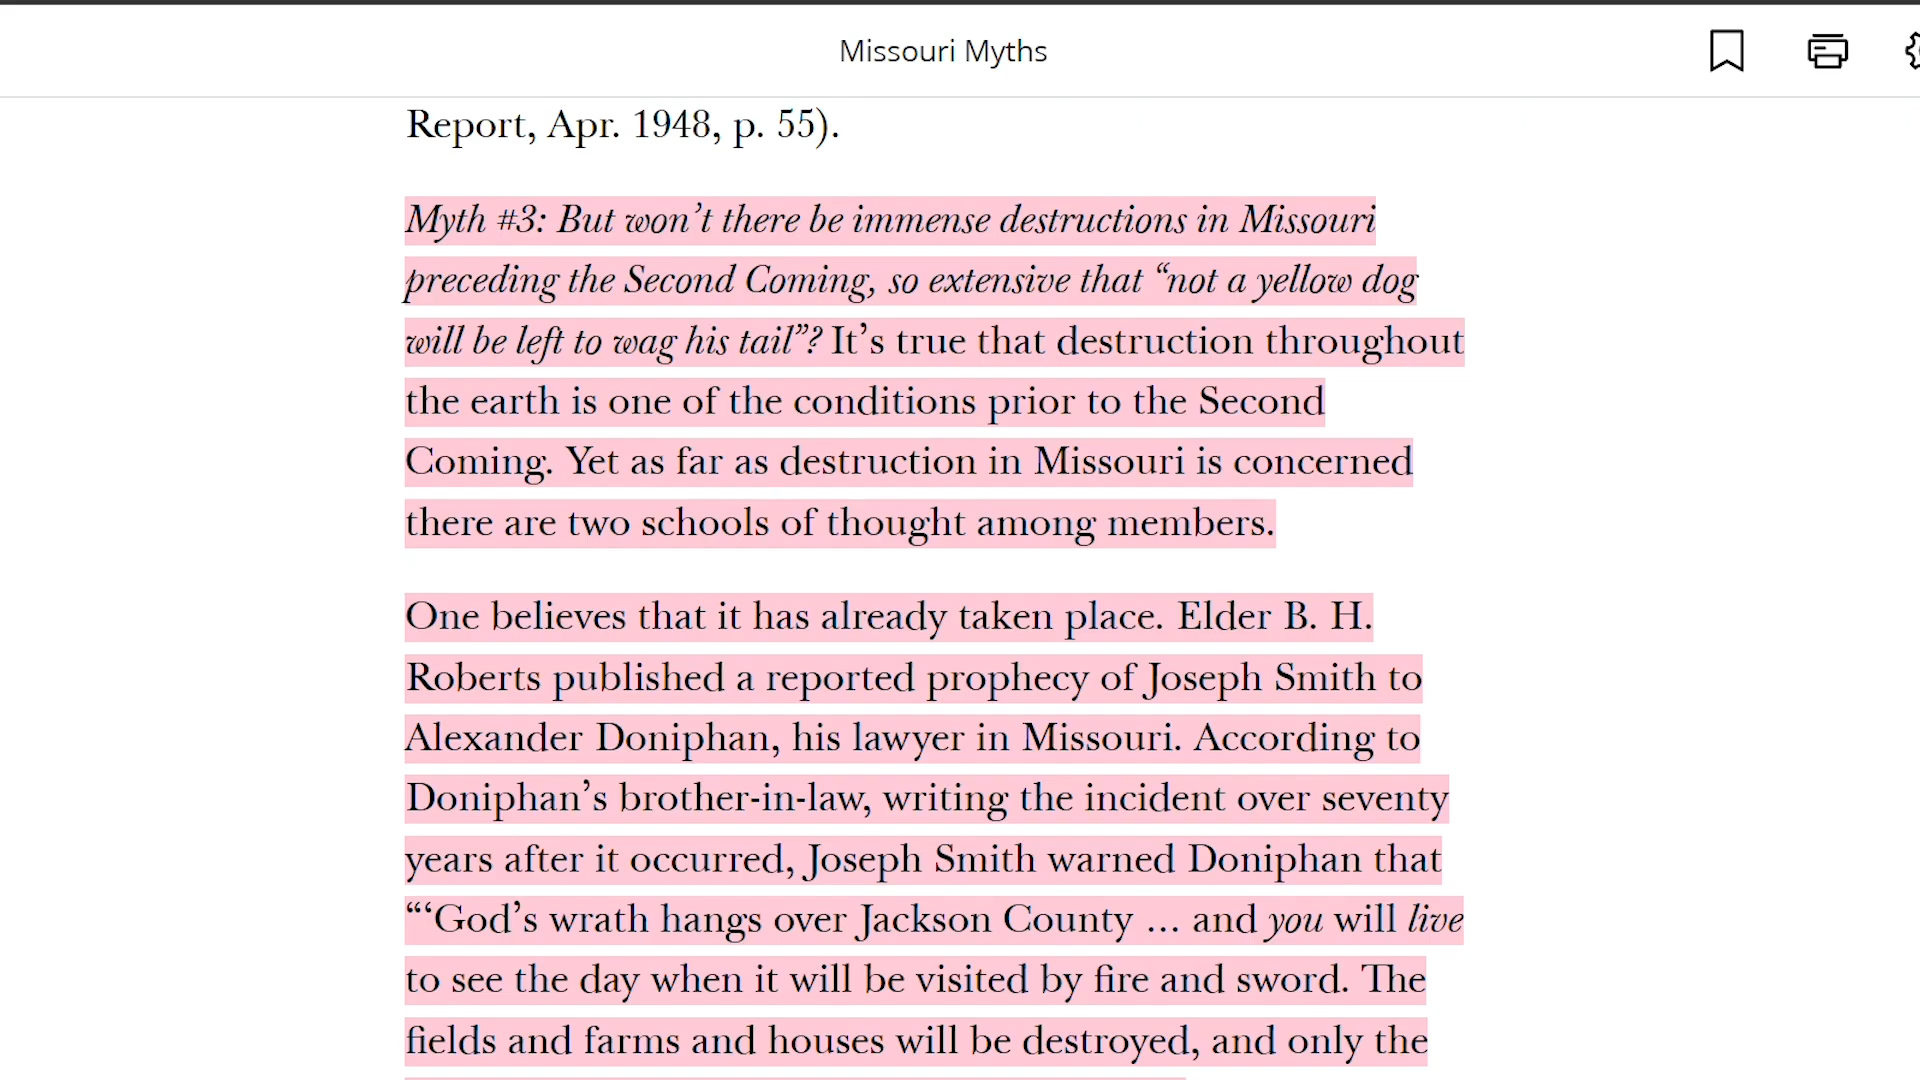 Missouri Myths
Report, Apr. 1948, p. 55).
Myth #3: But won’t there be immense destructions in Missouri
preceding the Second Coming, so extensive that “not a yellow dog
will be left to wag his tail”? It’s true that destruction throughout
the earth is one of the conditions prior to the Second
Coming. Yet as far as destruction in Missouri is concerned
there are two schools of thought among members.
One believes that it has already taken place. Elder B. H.
Roberts published a reported prophecy of Joseph Smith to
Alexander Doniphan, his lawyer in Missouri. According to
Doniphan’s brother-in-law, writing the incident over seventy
years after it occurred, Joseph Smith warned Doniphan that
“‘God’s wrath hangs over Jackson County … and you will live
to see the day when it will be visited by fire and sword. The
fields and farms and houses will be destroyed, and only the